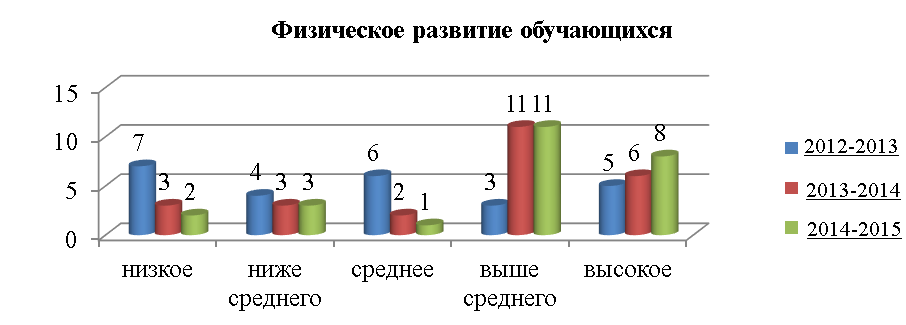 Физическое развитие обучающихся
15
10
5
0
7
3
2
4
3
3
6
2
1
3
11
11
5
6
8
низкое
ниже
среднего
среднее
выше
среднего
высокое
2012-2013
2013-2014
2014-2015